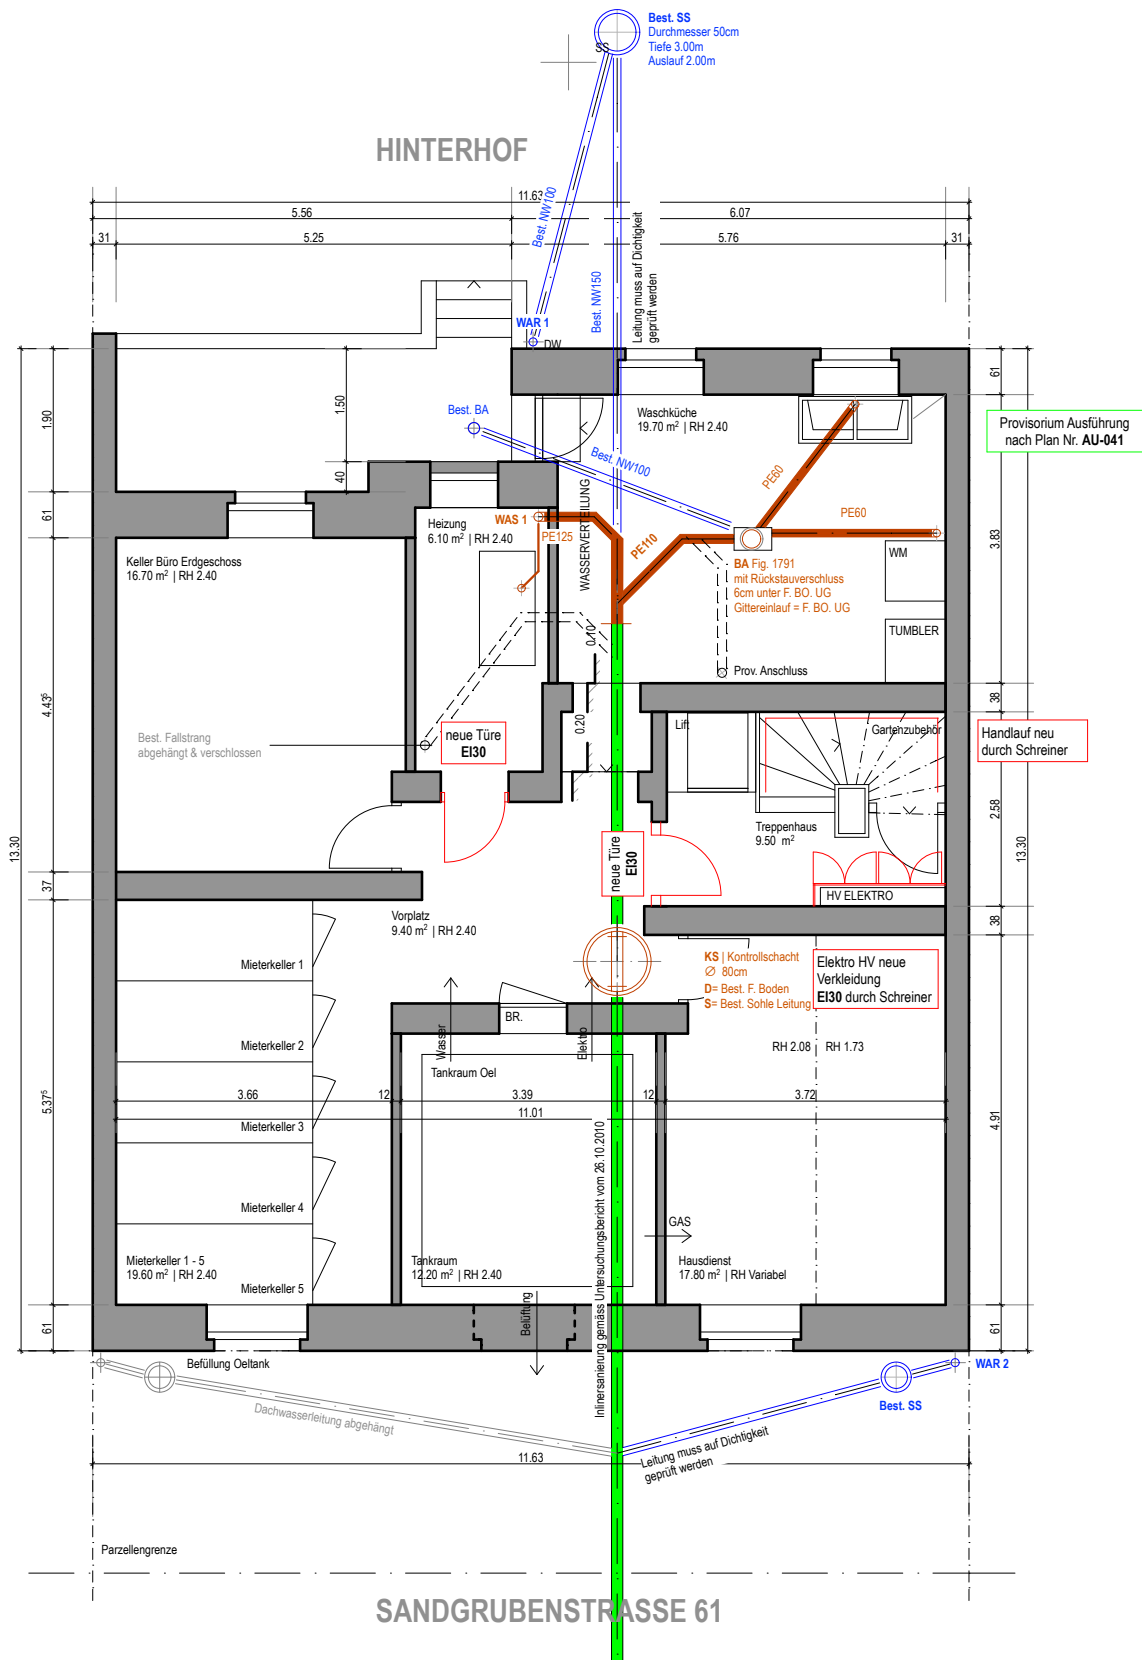 Best. SS
Durchmesser 50cm
Tiefe 3.00m
Auslauf 2.00m
SS
HINTERHOF
11.63
5.56
6.07
31
5.25
5.76
31
Best. NW100
Best. NW150
Leitung muss auf Dichtigkeit
geprüft werden
WAR 1
DW
1.90
1.50
40
61
61
Best. BA
Best. NW100
Waschküche
19.70 m² | RH 2.40
Provisorium Ausführung
nach Plan Nr. AU-041
PE60
PE60
WASSERVERTEILUNG
Heizung
6.10 m² | RH 2.40
WAS 1
PE125
PE110
Keller Büro Erdgeschoss
16.70 m² | RH 2.40
BA Fig. 1791
mit Rückstauverschluss
6cm unter F. BO. UG
Gittereinlauf = F. BO. UG
WM
TUMBLER
3.83
0.10
Prov. Anschluss
4.43⁵
38
Best. Fallstrang
abgehängt & verschlossen
neue Türe
EI30
0.20
Lift
Gartenzubehör
Handlauf neu
durch Schreiner
2.58
13.30
13.30
Treppenhaus
9.50 m²
neue Türe
EI30
37
HV ELEKTRO
38
Vorplatz
9.40 m² | RH 2.40
Mieterkeller 1
KS | Kontrollschacht
Ø 80cm
D= Best. F. Boden
S= Best. Sohle Leitung
Elektro HV neue
Verkleidung
EI30 durch Schreiner
BR.
Wasser
Elektro
Mieterkeller 2
RH 2.08
RH 1.73
Tankraum Oel
3.66
12
3.39
12
3.72
11.01
5.37⁵
4.91
Mieterkeller 3
Mieterkeller 4
Inlinersanierung gemäss Untersuchungsbericht vom 26.10.2010
GAS
Mieterkeller 1 - 5
19.60 m² | RH 2.40
Tankraum
12.20 m² | RH 2.40
Hausdienst
17.80 m² | RH Variabel
Mieterkeller 5
Belüftung
61
61
Befüllung Oeltank
WAR 2
Best. SS
Dachwasserleitung abgehängt
Leitung muss auf Dichtigkeit
geprüft werden
11.63
Parzellengrenze
SANDGRUBENSTRASSE 61